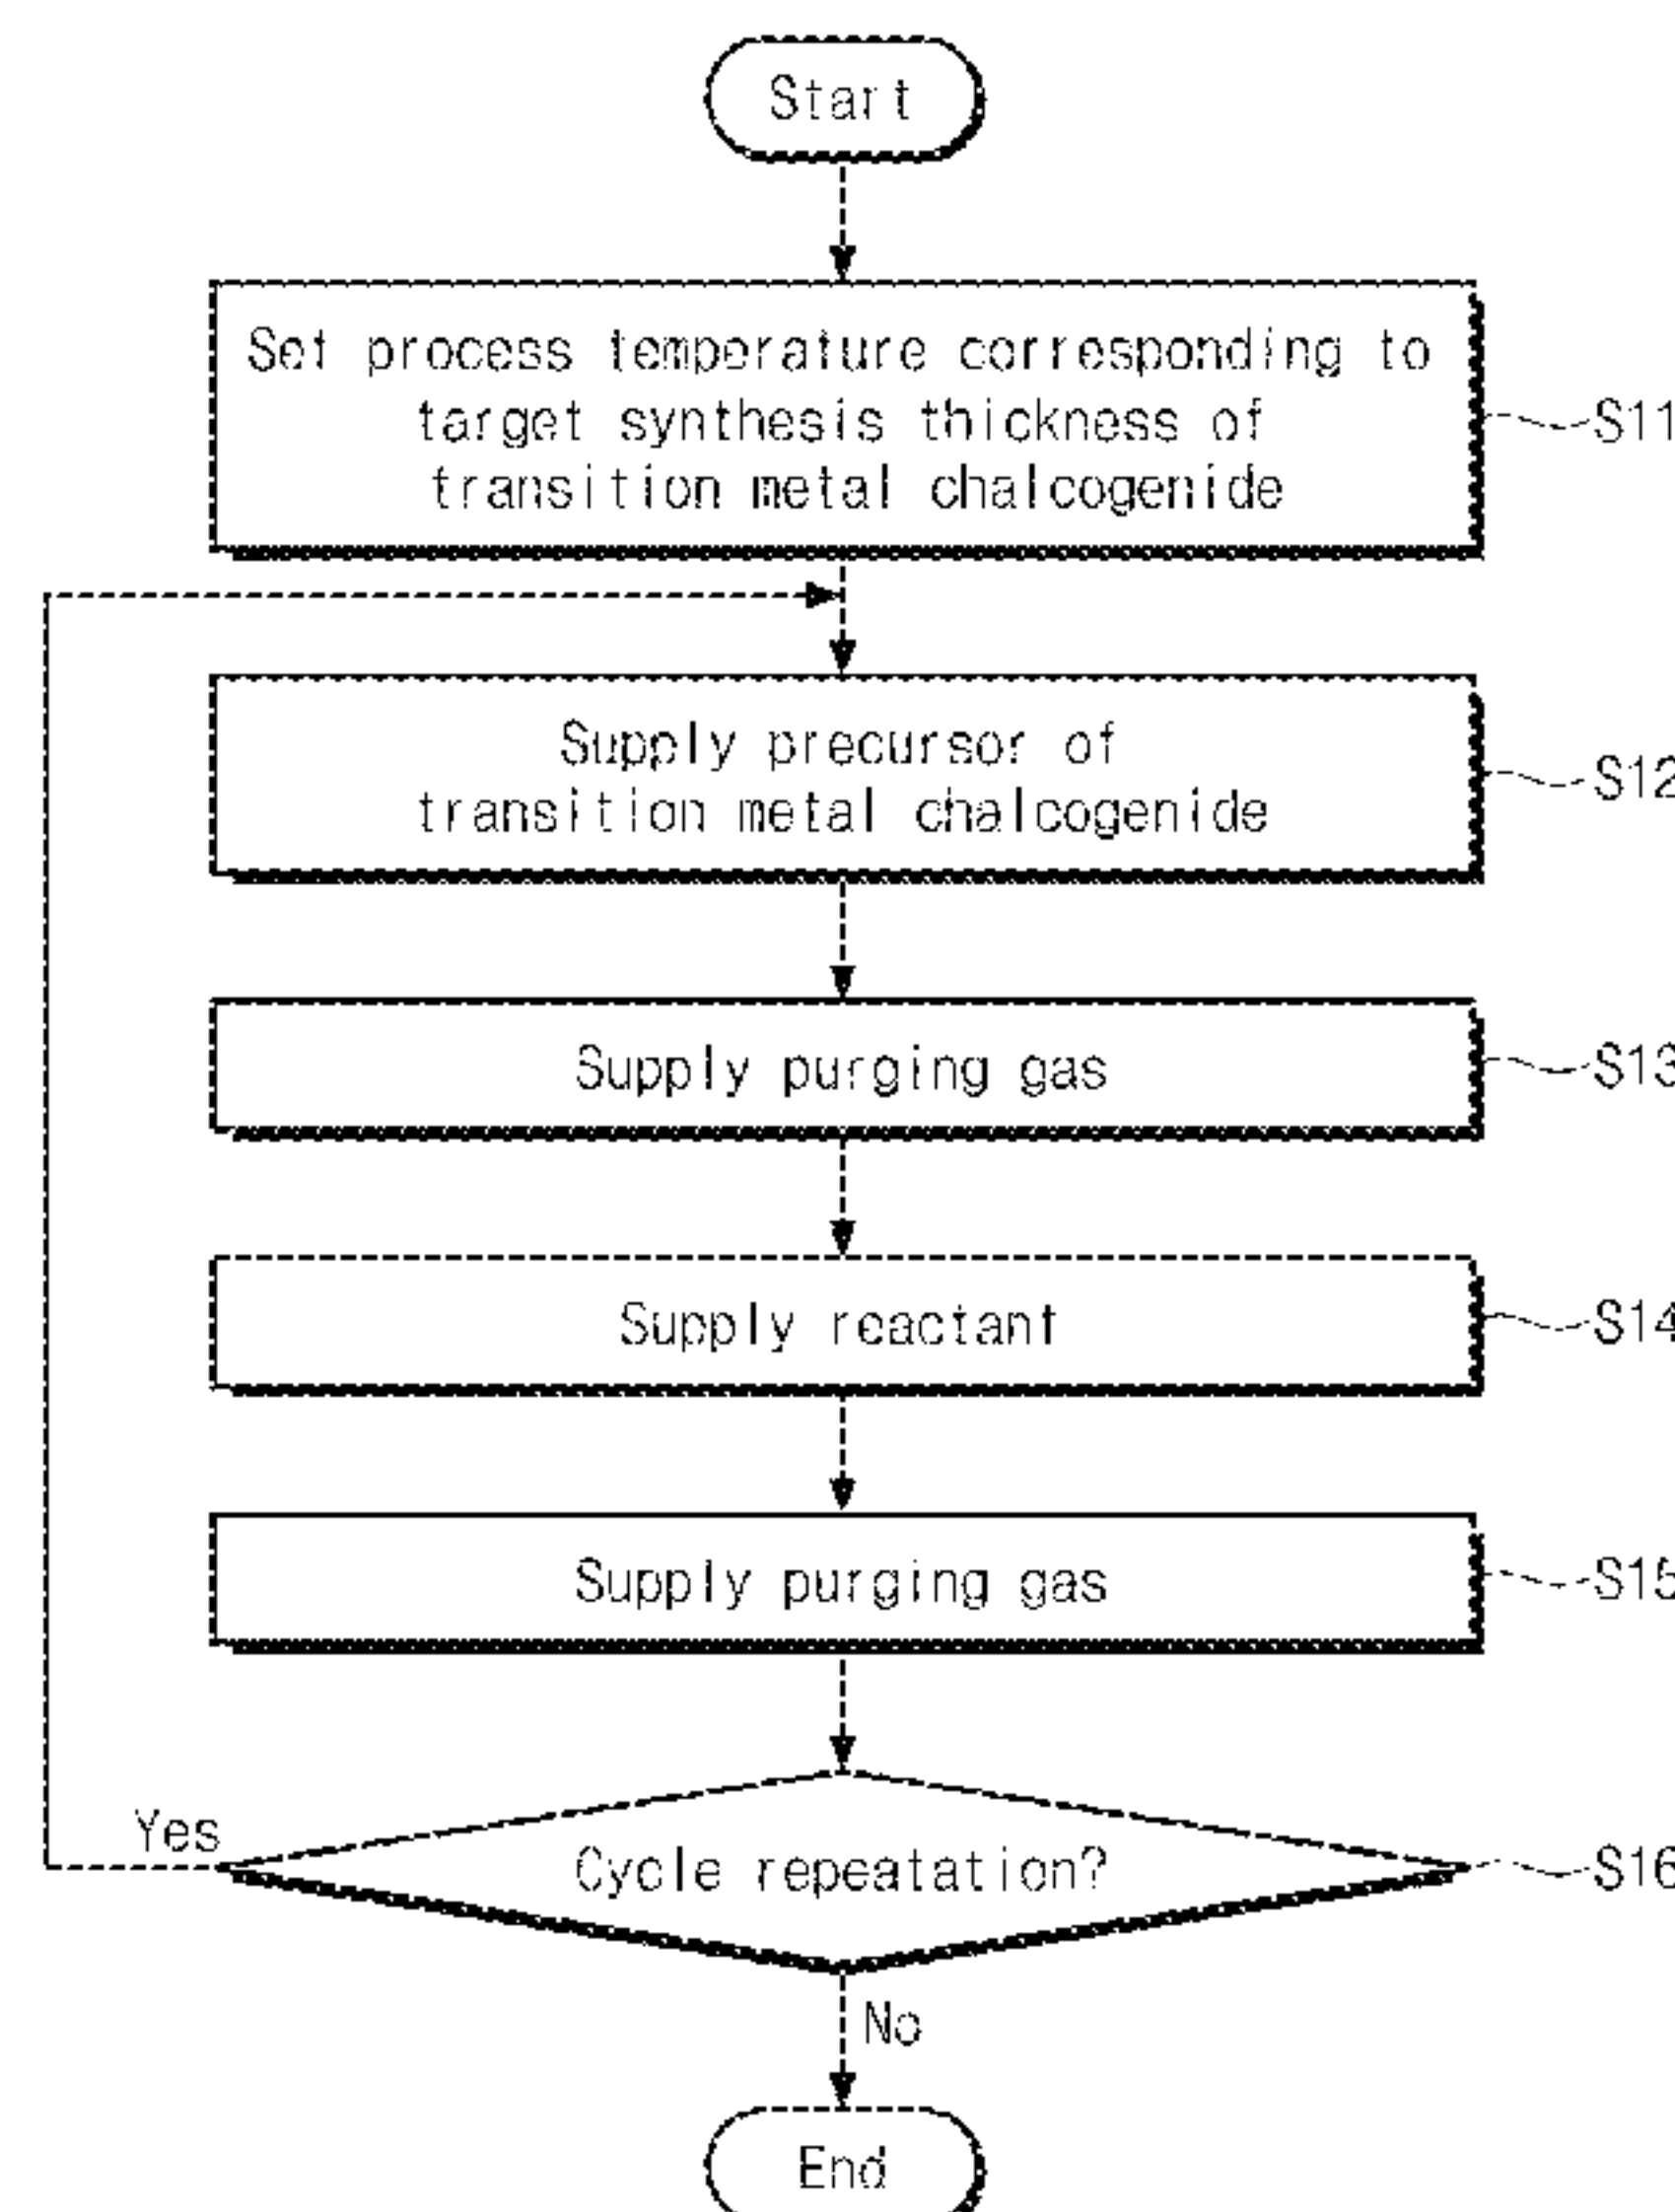 Start
Set process temperature corresponding to
target synthesis thickness of
transition metal chalcogenide
S11
Supply precursor of
transition metal chalcogenide
S12
Supply purging gas
S13
Supply reactant
S14
Supply purging gas
S15
Yes
Cycle repeatation?
S16
No
End